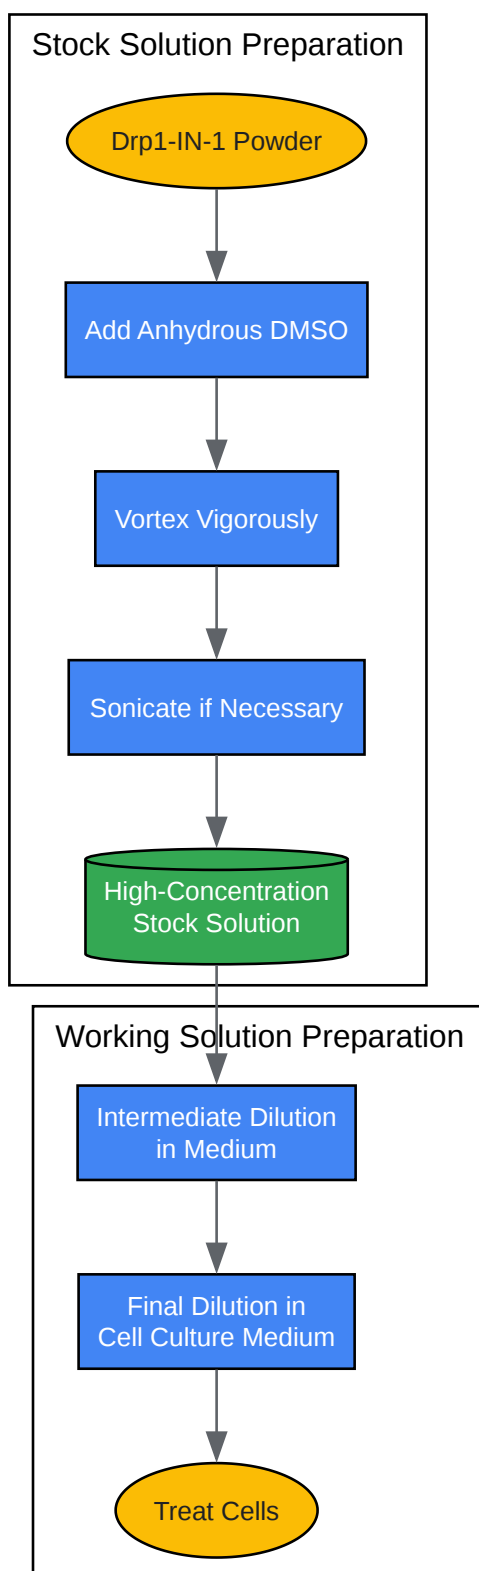 Stock Solution Preparation
Drp1-IN-1 Powder
Add Anhydrous DMSO
Vortex Vigorously
Sonicate if Necessary
High-Concentration
Stock Solution
Working Solution Preparation
Intermediate Dilution
in Medium
Final Dilution in
Cell Culture Medium
Treat Cells